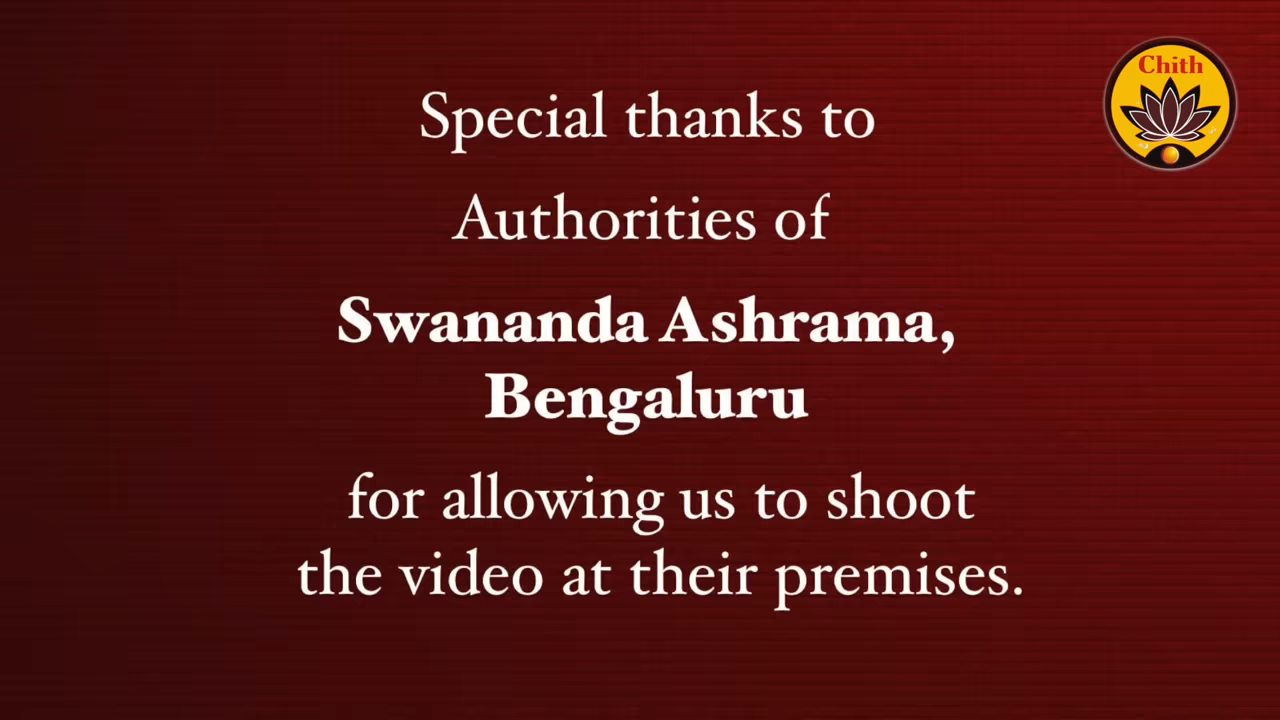 Chith
Special thanks to
Authorities of
Swananda Ashrama,
Bengaluru
for allowing us to shoot
the video at their premises.